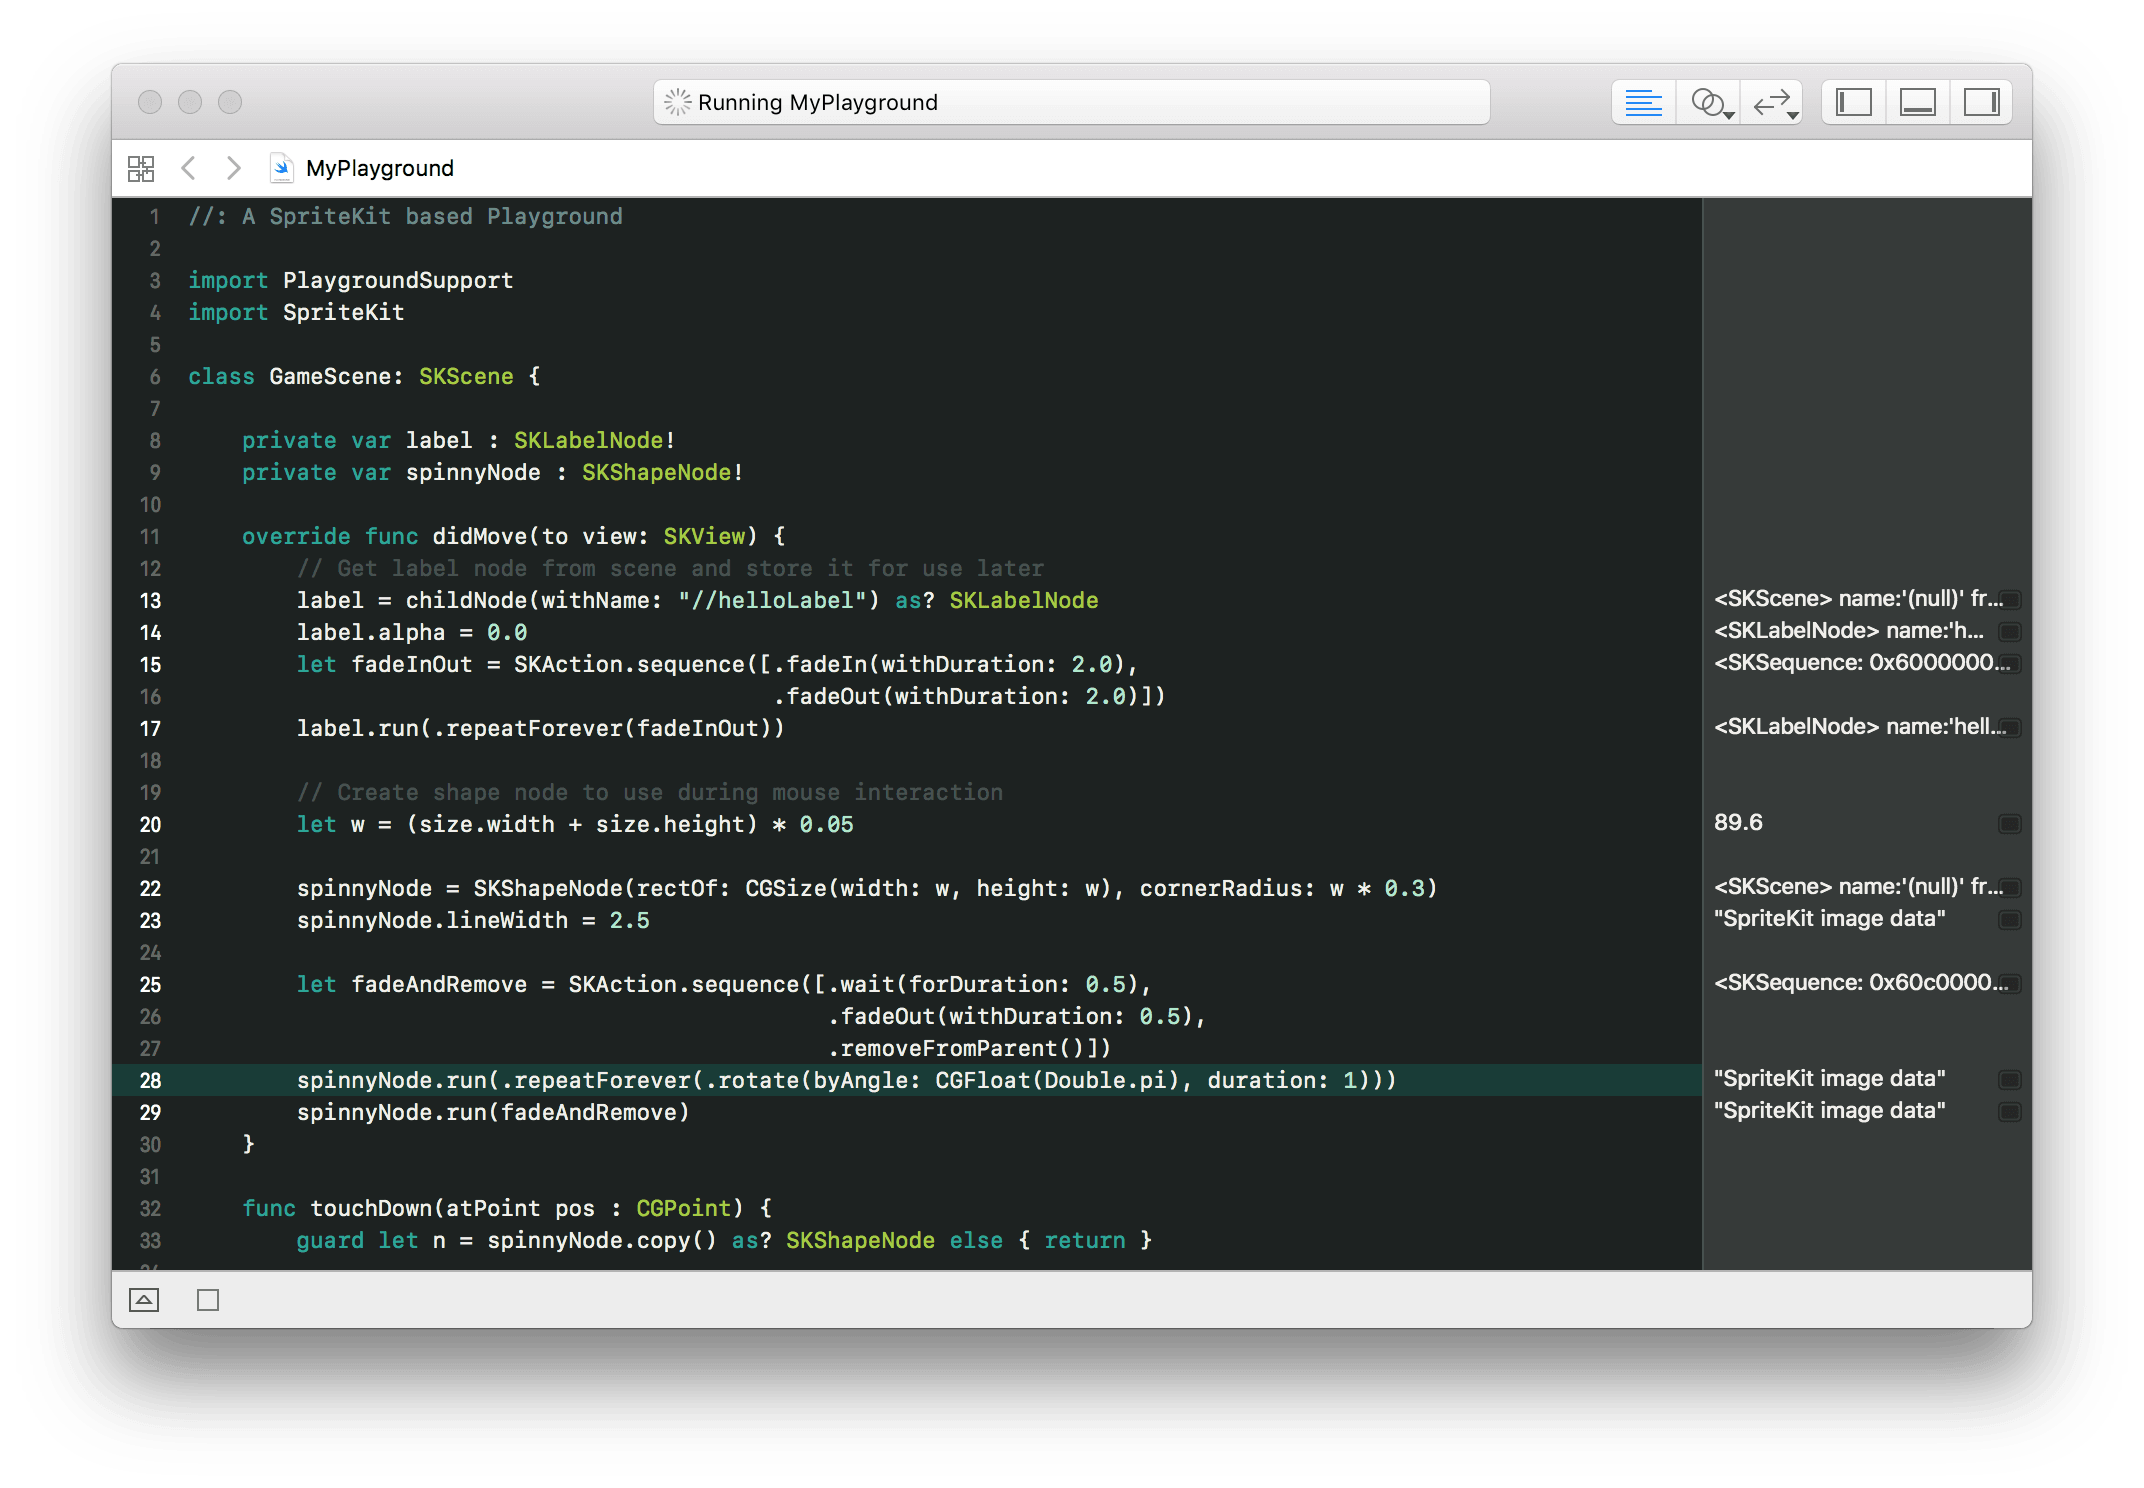 Running MyPlayground
MyPlayground
1 //: A SpriteKit based Playground
2
3 import PlaygroundSupport
4 import SpriteKit
5
6 class GameScene: SKScene {
7
8 private var label : SKLabelNode!
9 private var spinnyNode : SKShapeNode!
10
11 override func didMove(to view: SKView) {
12 // Get label node from scene and store it for use later
13 label = childNode(withName: "//helloLabel") as? SKLabelNode <SKScene> name:'(null)' fr...
14 label.alpha = 0.0 <SKLabelNode> name:'h...
15 let fadeInOut = SKAction.sequence([.fadeIn(withDuration: 2.0), <SKSequence: 0x6000000...
16 .fadeOut(withDuration: 2.0)])
17 label.run(.repeatForever(fadeInOut)) <SKLabelNode> name:'hell...
18
19 // Create shape node to use during mouse interaction
20 let w = (size.width + size.height) * 0.05 89.6
21
22 spinnyNode = SKShapeNode(rectOf: CGSize(width: w, height: w), cornerRadius: w * 0.3) <SKScene> name:'(null)' fr...
23 spinnyNode.lineWidth = 2.5 "SpriteKit image data"
24
25 let fadeAndRemove = SKAction.sequence([.wait(forDuration: 0.5), <SKSequence: 0x60c0000...
26 .fadeOut(withDuration: 0.5),
27 .removeFromParent()])
28 spinnyNode.run(.repeatForever(.rotate(byAngle: CGFloat(Double.pi), duration: 1))) "SpriteKit image data"
29 spinnyNode.run(fadeAndRemove) "SpriteKit image data"
30 }
31
32 func touchDown(atPoint pos : CGPoint) {
33 guard let n = spinnyNode.copy() as? SKShapeNode else { return }